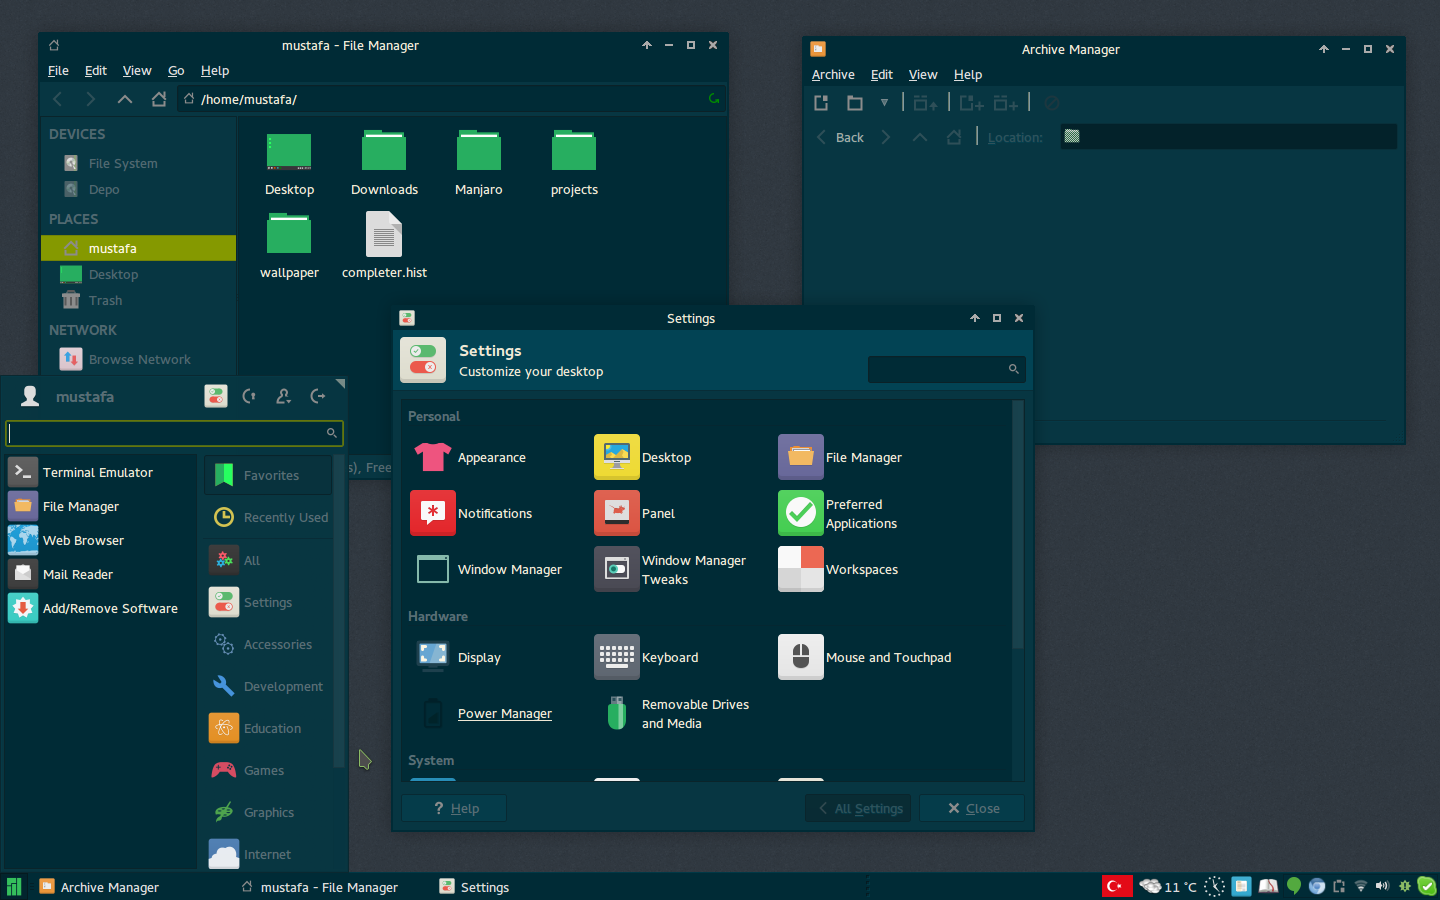 mustafa - File Manager
File Edit View Go Help
/home/mustafa/
DEVICES
File System
Depo
PLACES
mustafa
Desktop
Trash
NETWORK
Browse Network
Desktop
Downloads
Manjaro
projects
wallpaper
completer.hist
s), Free
Archive Manager
Archive Edit View Help
Back
Location:
Settings
Settings
Customize your desktop
Personal
Appearance
Desktop
File Manager
Notifications
Panel
Preferred
Applications
Window Manager
Window Manager
Tweaks
Workspaces
Hardware
Display
Keyboard
Mouse and Touchpad
Power Manager
Removable Drives
and Media
System
? Help
All Settings
Close
mustafa
Terminal Emulator
File Manager
Web Browser
Mail Reader
Add/Remove Software
Favorites
Recently Used
All
Settings
Accessories
Development
Education
Games
Graphics
Internet
Archive Manager
mustafa - File Manager
Settings
11 °C